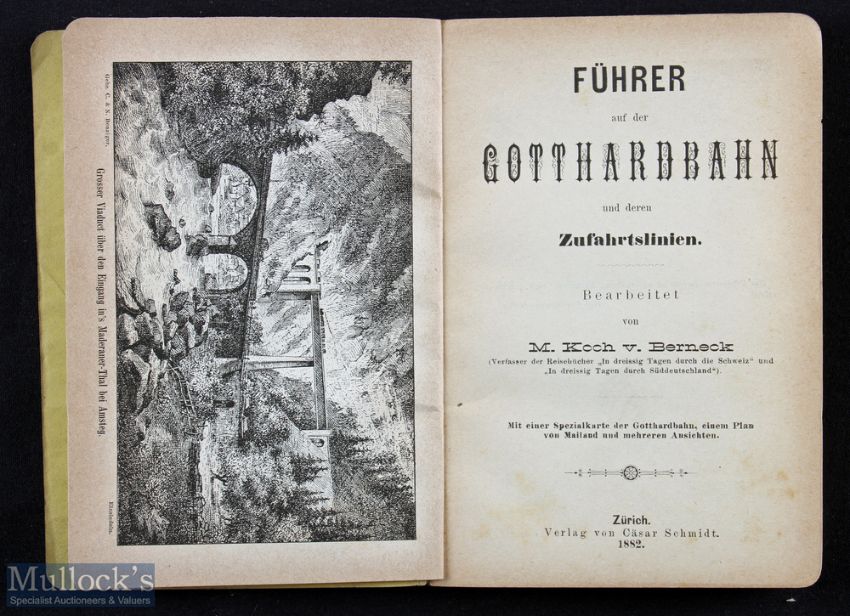 Gebr. C. & N. Benziger,
Grosser Viaduct über den Eingang in's Maderaner-Thal bei Amsteg.
Einsiedeln.
FÜHRER
auf der
GOTTHARDBAHN
und deren
Zufahrtslinien.
Bearbeitet
von
M. Koch v. Berneck
(Verfasser der Reisebücher „In dreissig Tagen durch die Schweiz“ und
„In dreissig Tagen durch Süddeutschland“).
Mit einer Spezialkarte der Gotthardbahn, einem Plan
von Mailand und mehreren Ansichten.
Zürich.
Verlag von Cäsar Schmidt.
1882.
Mullock's
Specialist Auctioneers & Valuers